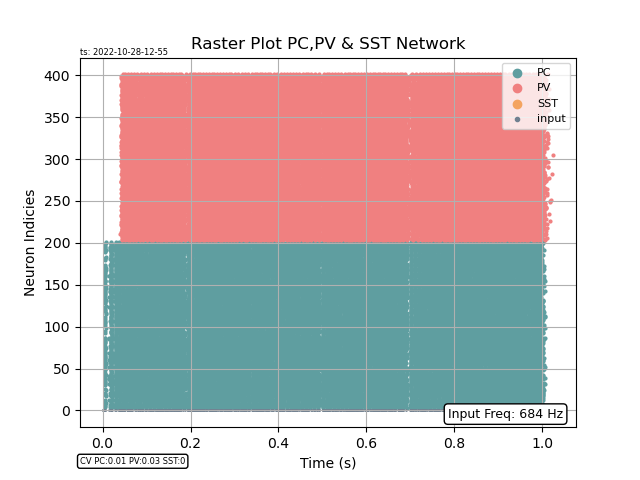 Raster Plot PC,PV & SST Network
ts: 2022-10-28-12-55
PC
PV
SST
input
400
350
300
250
200
150
100
50
0
Neuron Indicies
Input Freq: 684 Hz
0.0 0.2 0.4 0.6 0.8 1.0
Time (s)
CV PC:0.01 PV:0.03 SST:0